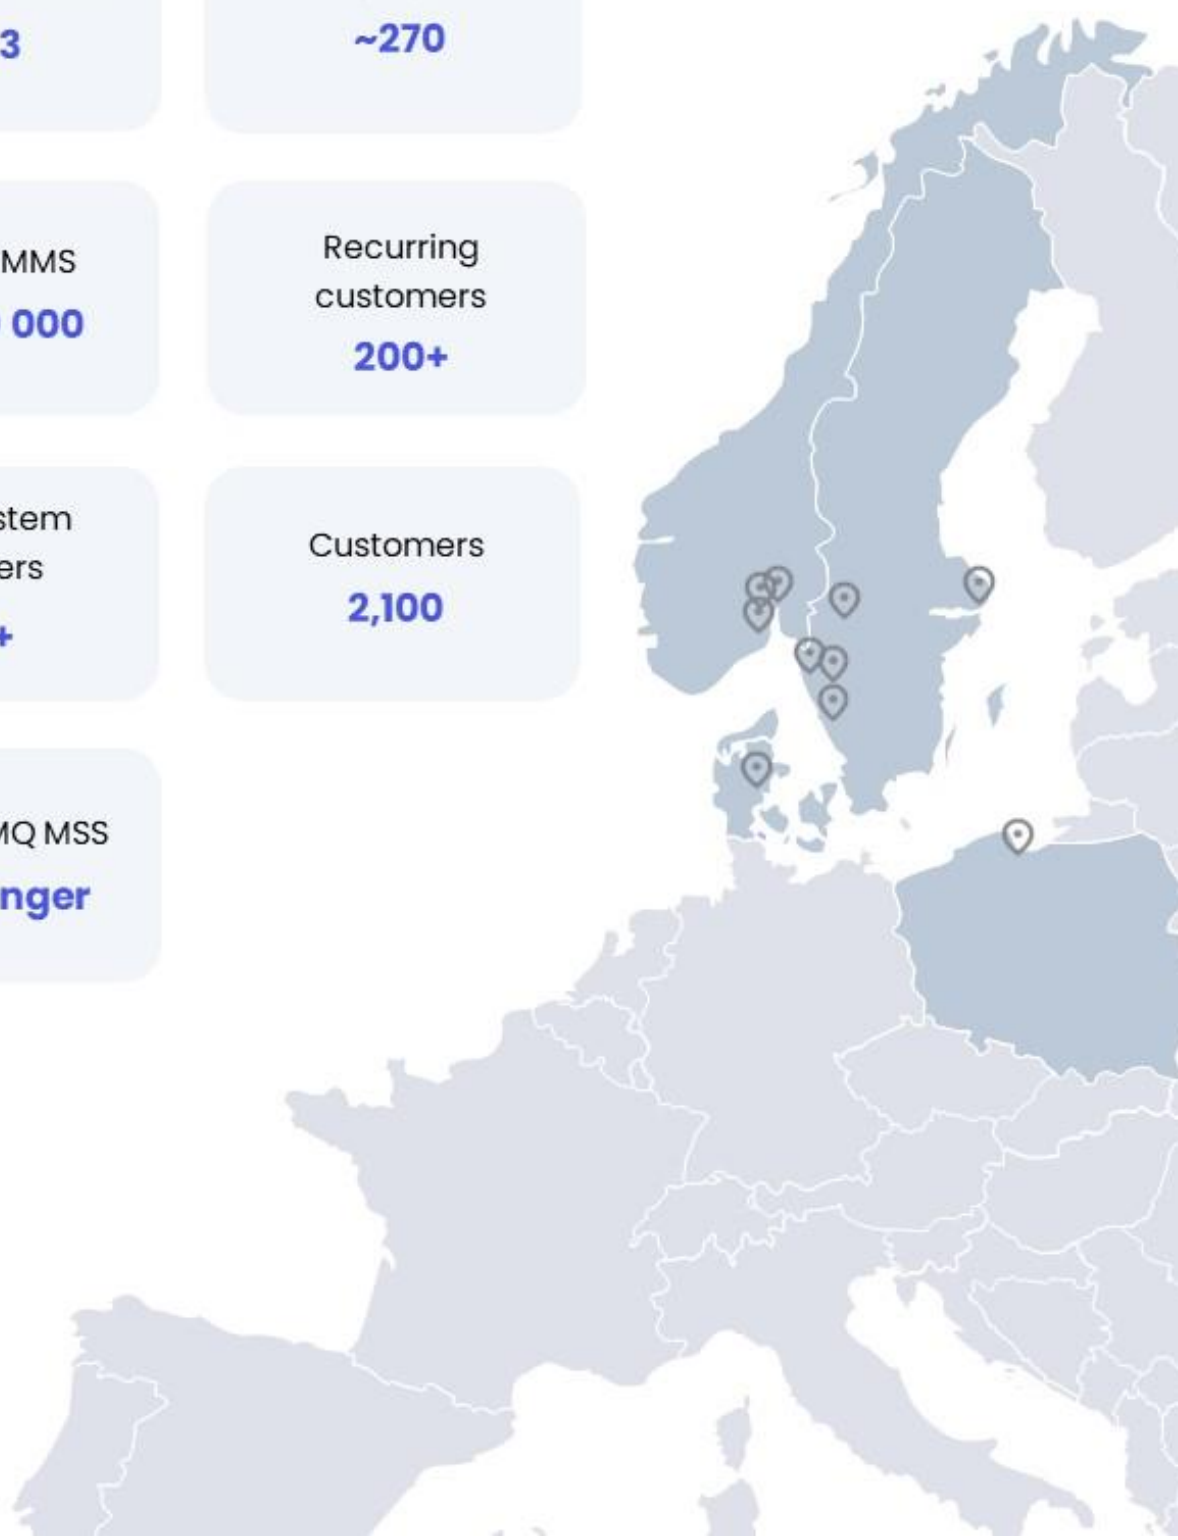 3
~270
MMS
000
Recurring
customers
200+
stem
ers
+
Customers
2,100
MQ MSS
nger